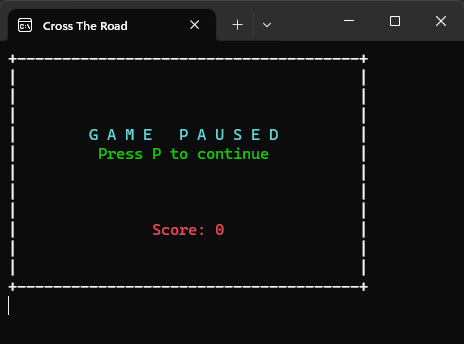 Cross The Road
G A M E   P A U S E D
Press P to continue
Score: 0